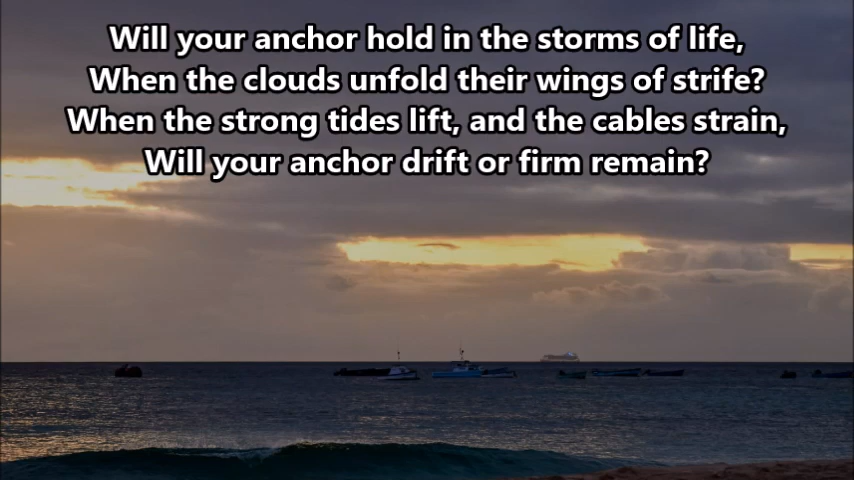 Will your anchor hold in the storms of life,
When the clouds unfold their wings of strife?
When the strong tides lift, and the cables strain,
Will your anchor drift or firm remain?